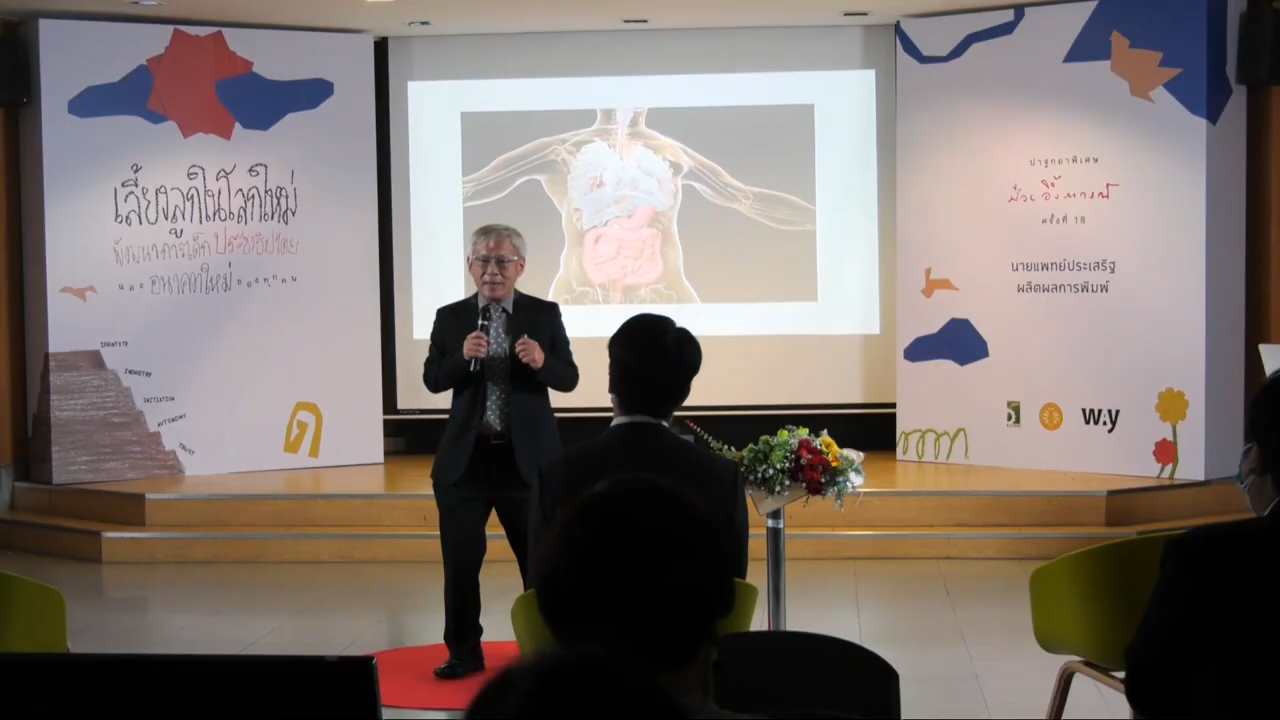 เลี้ยงลูกในโลกใหม่
พัฒนาการเด็ก ประชาธิปไตย
และ อนาคตใหม่ ของทุกคน
IDENTITY
INDUSTRY
INITIATION
AUTONOMY
TRUST
ปาฐกถาพิเศษ
ป๋วย อึ๊งภากรณ์
ครั้งที่ 18
นายแพทย์ประเสริฐ
ผลิตผลการพิมพ์
way